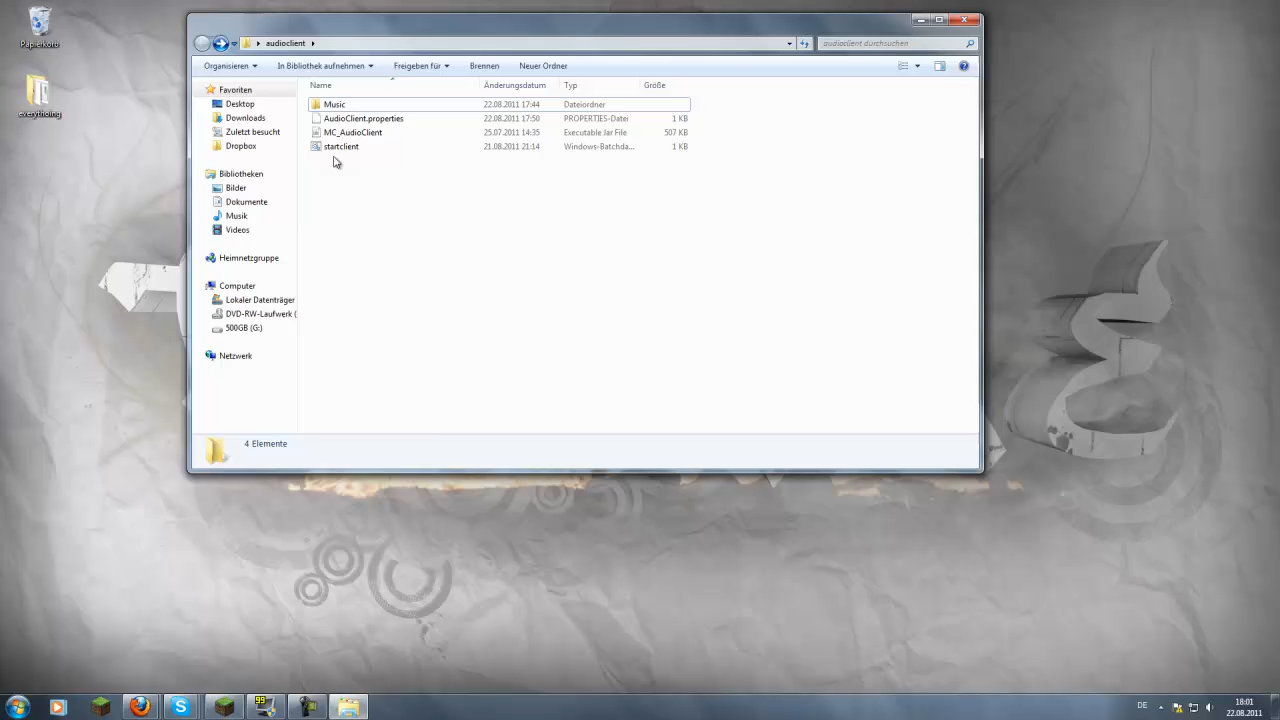 Papierkorb
everytholing
audioclient
audioclient durchsuchen
Organisieren
In Bibliothek aufnehmen
Freigeben für
Brennen
Neuer Ordner
Name
Änderungsdatum
Typ
Größe
Music 22.08.2011 17:44 Dateiordner
AudioClient.properties 22.08.2011 17:50 PROPERTIES-Datei 1 KB
MC_AudioClient 25.07.2011 14:35 Executable Jar File 507 KB
startclient 21.08.2011 21:14 Windows-Batchda... 1 KB
Favoriten
Desktop
Downloads
Zuletzt besucht
Dropbox
Bibliotheken
Bilder
Dokumente
Musik
Videos
Heimnetzgruppe
Computer
Lokaler Datenträger
DVD-RW-Laufwerk (
500GB (G:)
Netzwerk
4 Elemente
99
DE
18:01
22.08.2011